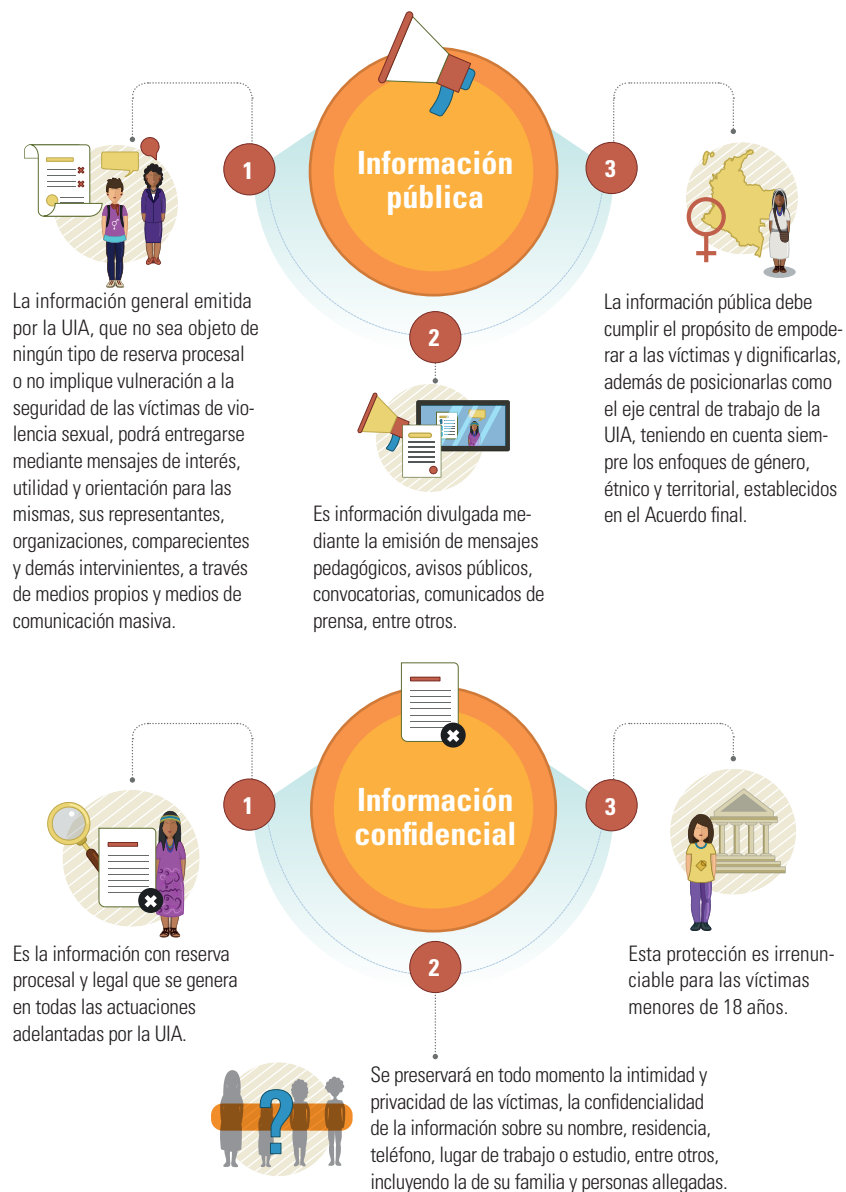 Información
pública
1
La información general emitida
por la UIA, que no sea objeto de
ningún tipo de reserva procesal
o no implique vulneración a la
seguridad de las víctimas de vio-
lencia sexual, podrá entregarse
mediante mensajes de interés,
utilidad y orientación para las
mismas, sus representantes,
organizaciones, comparecientes
y demás intervinientes, a través
de medios propios y medios de
comunicación masiva.
2
Es información divulgada me-
diante la emisión de mensajes
pedagógicos, avisos públicos,
convocatorias, comunicados de
prensa, entre otros.
3
La información pública debe
cumplir el propósito de empode-
rar a las víctimas y dignificarlas,
además de posicionarlas como
el eje central de trabajo de la
UIA, teniendo en cuenta siem-
pre los enfoques de género,
étnico y territorial, establecidos
en el Acuerdo final.
Información
confidencial
1
Es la información con reserva
procesal y legal que se genera
en todas las actuaciones
adelantadas por la UIA.
2
Se preservará en todo momento la intimidad y
privacidad de las víctimas, la confidencialidad
de la información sobre su nombre, residencia,
teléfono, lugar de trabajo o estudio, entre otros,
incluyendo la de su familia y personas allegadas.
3
Esta protección es irrenun-
ciable para las víctimas
menores de 18 años.
?